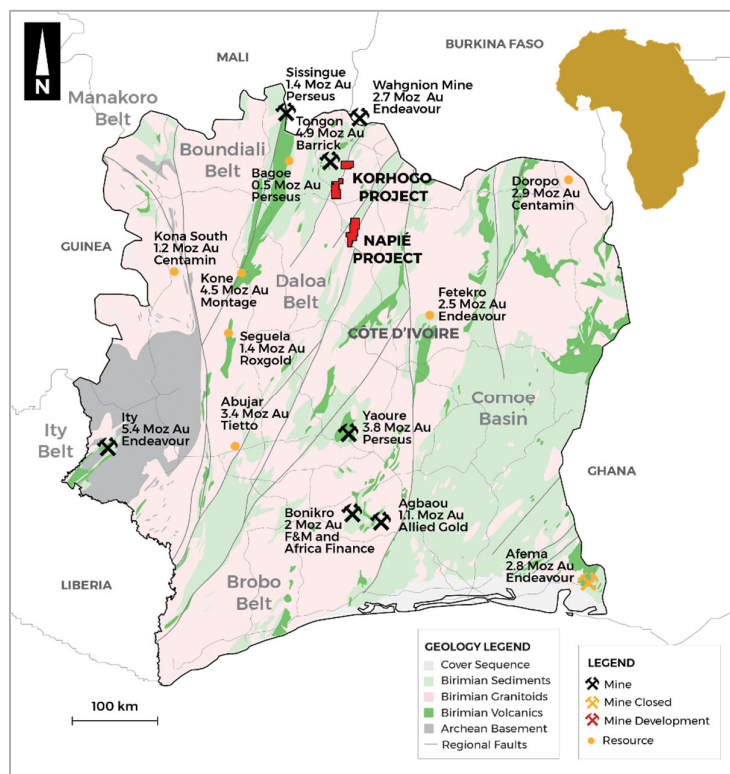 MALI
BURKINA FASO
N
Sissingue
1.4 Moz Au
Perseus
Wahgnion Mine
2.7 Moz Au
Endeavour
Manakoro
Belt
Tongon
4.9 Moz Au
Barrick
Boundiali
Belt
Bagoe
0.5 Moz Au
Perseus
KORHOGO
PROJECT
Doropo
2.9 Moz Au
Centamin
NAPIÉ
PROJECT
GUINEA
Kona South
1.2 Moz Au
Centamin
Kone
4.5 Moz Au
Montage
Daloa
Belt
Fetekro
2.5 Moz Au
Endeavour
CÔTE D'IVOIRE
Seguela
1.4 Moz Au
Roxgold
Comoe
Basin
Abujar
3.4 Moz Au
Tietto
Ity
Belt
Ity
5.4 Moz Au
Endeavour
Yaoure
3.8 Moz Au
Perseus
GHANA
Bonikro
2 Moz Au
F&M and
Africa Finance
Agbaou
1.1. Moz Au
Allied Gold
Afema
2.8 Moz Au
Endeavour
LIBERIA
Brobo
Belt
100 km
GEOLOGY LEGEND
Cover Sequence
Birimian Sediments
Birimian Granitoids
Birimian Volcanics
Archean Basement
Regional Faults
LEGEND
Mine
Mine Closed
Mine Development
Resource